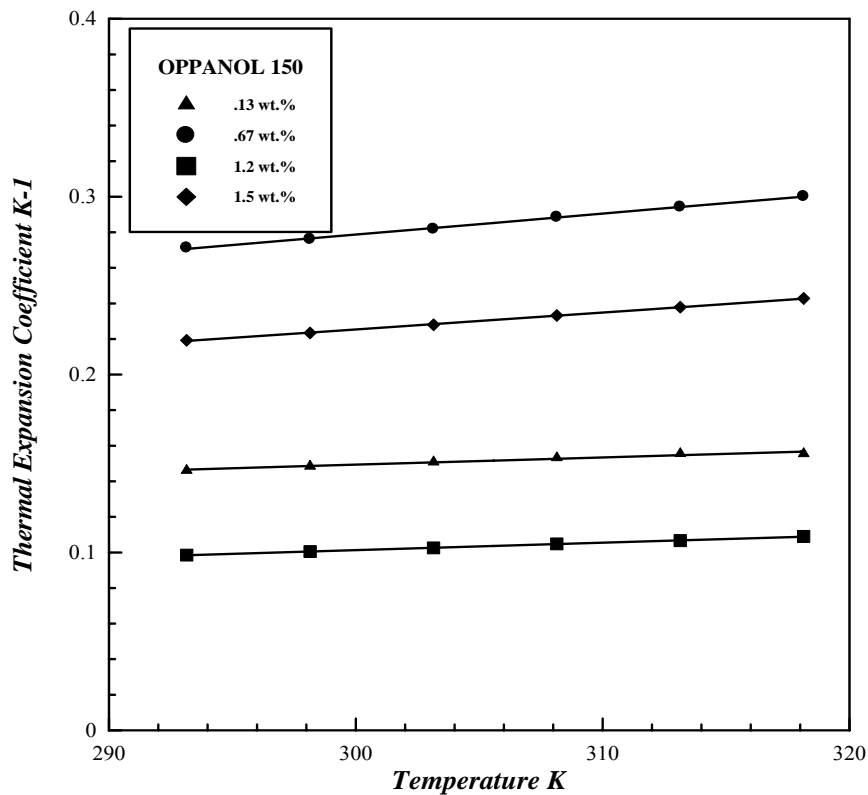 0.4
OPPANOL 150
.13 wt.%
.67 wt.%
1.2 wt.%
1.5 wt.%
0.3
0.2
0.1
0
Thermal Expansion Coefficient K-1
290
300
310
320
Temperature K